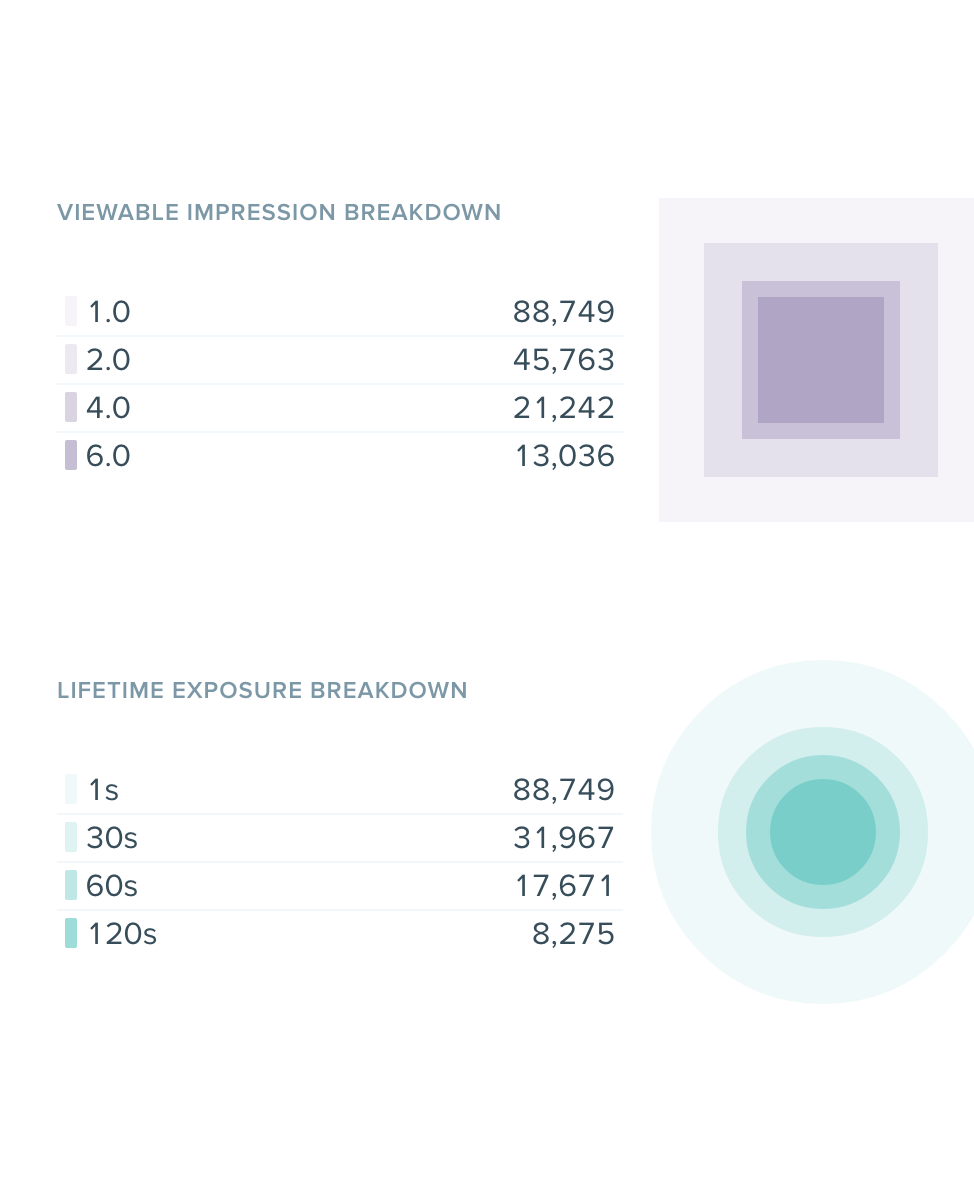 VIEWABLE IMPRESSION BREAKDOWN
1.0 88,749
2.0 45,763
4.0 21,242
6.0 13,036
LIFETIME EXPOSURE BREAKDOWN
1s 88,749
30s 31,967
60s 17,671
120s 8,275